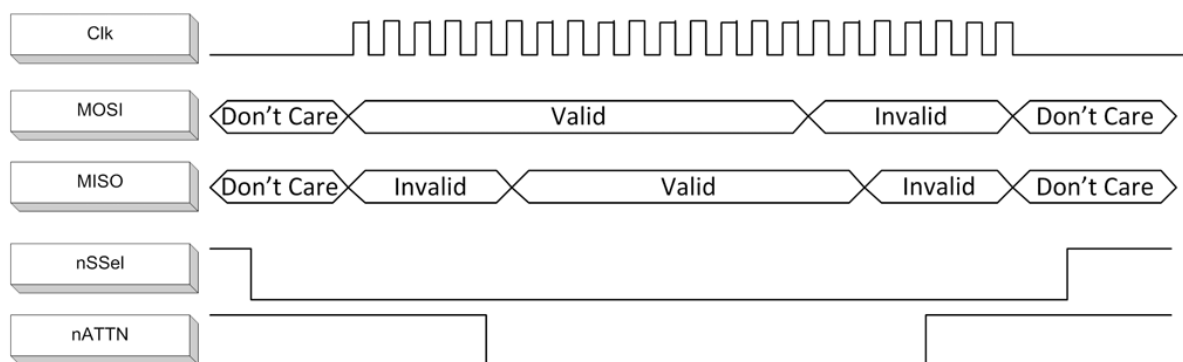 Clk
MOSI
Don't Care Valid Invalid Don't Care
MISO
Don't Care Invalid Valid Invalid Don't Care
nSSel
nATTN